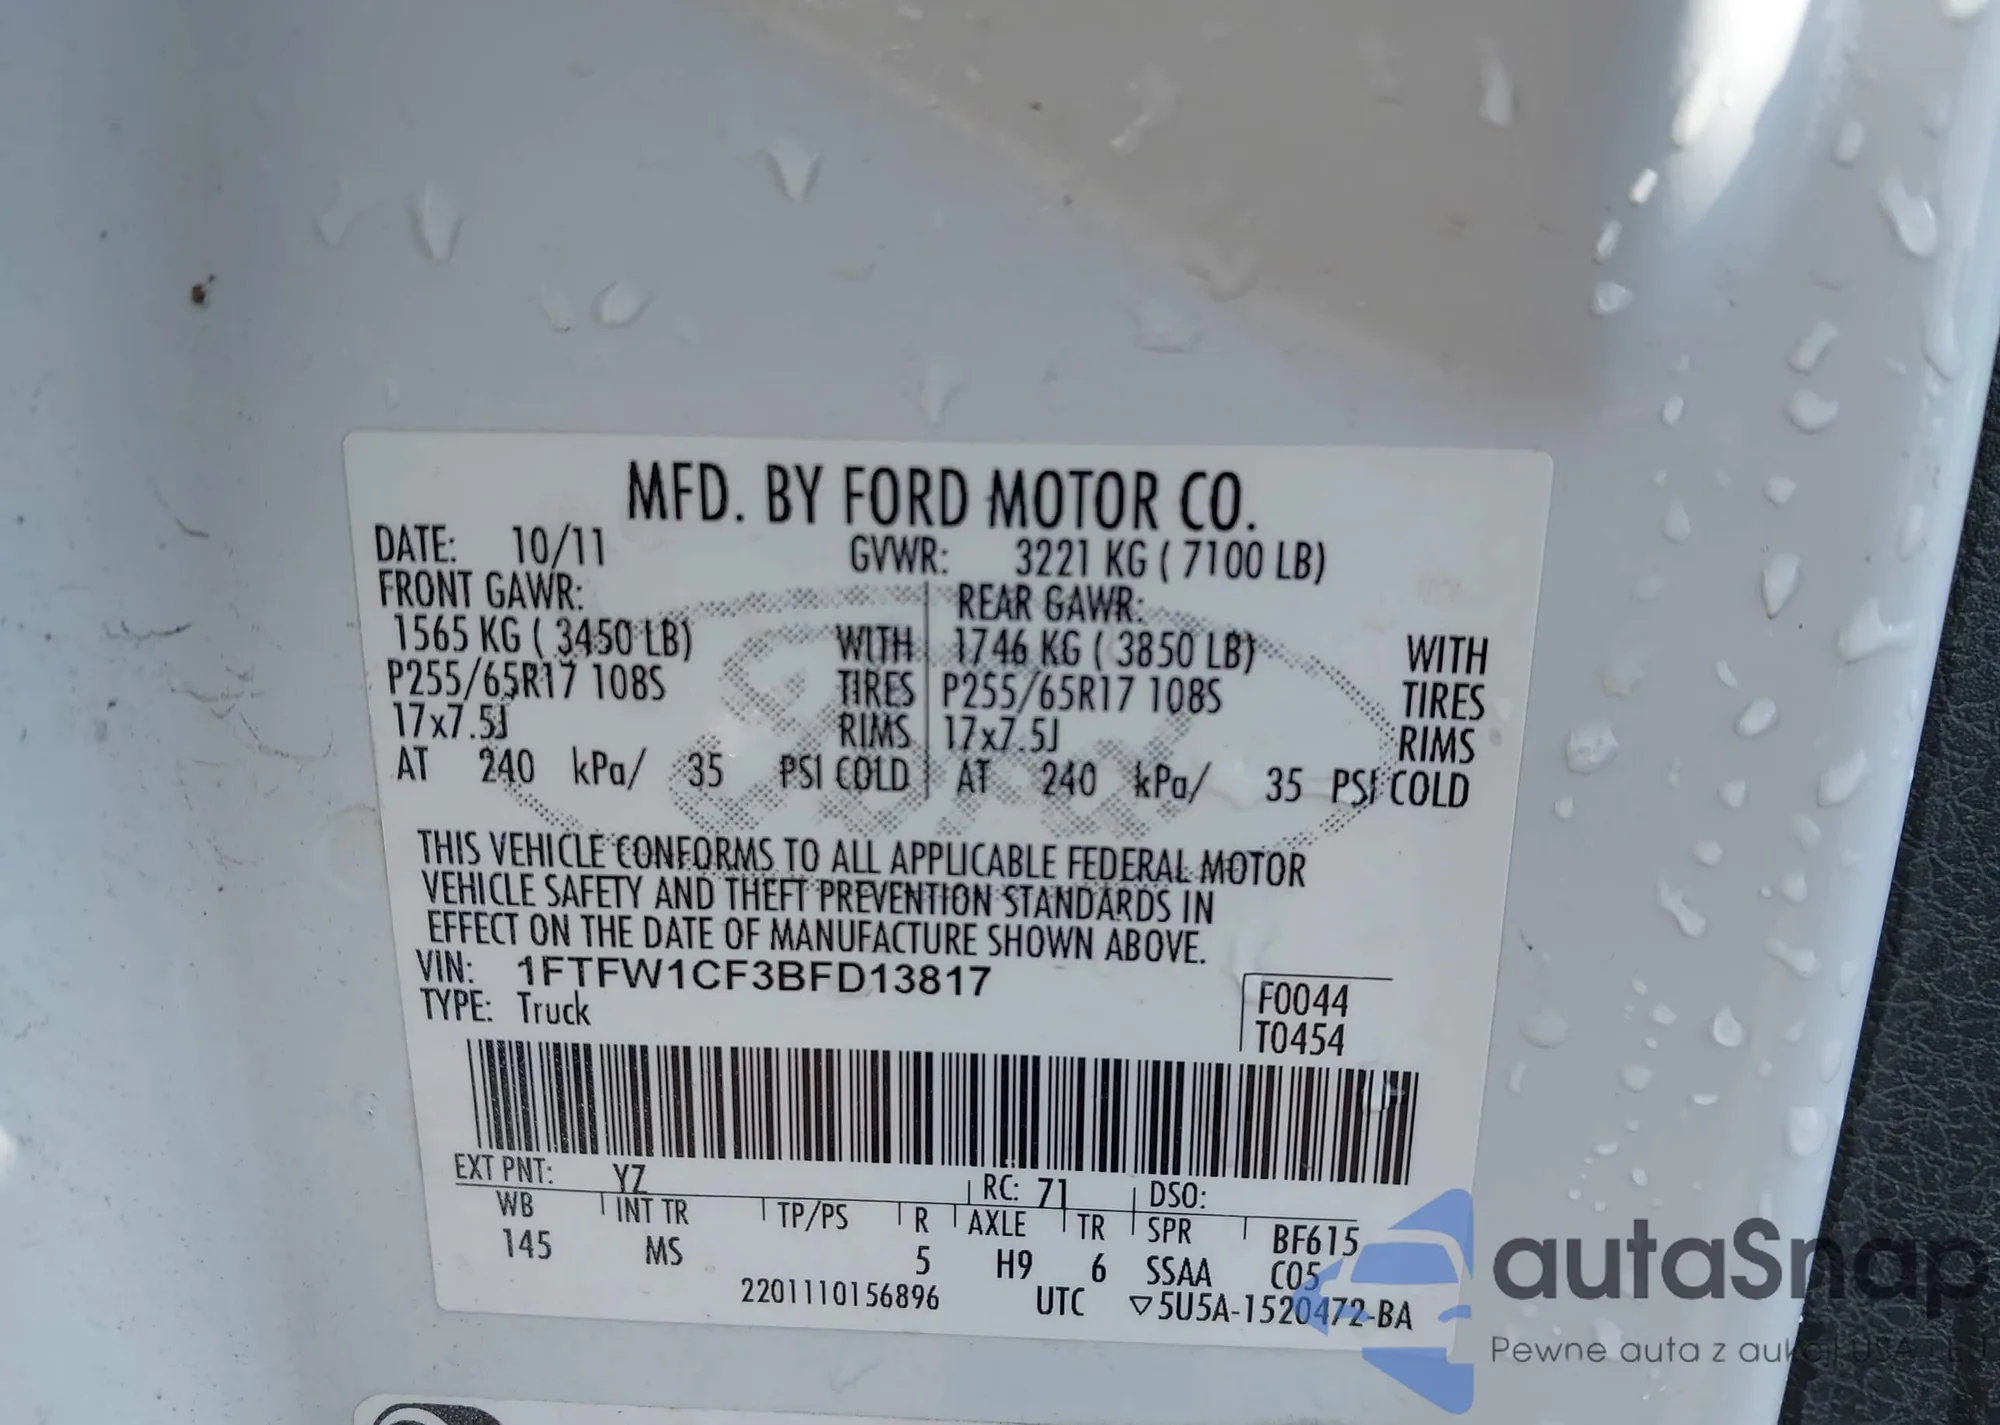 MFD. BY FORD MOTOR CO.
DATE: 10/11 GVWR: 3221 KG ( 7100 LB)
FRONT GAWR: REAR GAWR:
1565 KG ( 3450 LB) WITH 1746 KG ( 3850 LB) WITH
P255/65R17 108S TIRES P255/65R17 108S TIRES
17x7.5J RIMS 17x7.5J RIMS
AT 240 kPa/ 35 PSI COLD AT 240 kPa/ 35 PSI COLD
Ford
THIS VEHICLE CONFORMS TO ALL APPLICABLE FEDERAL MOTOR
VEHICLE SAFETY AND THEFT PREVENTION STANDARDS IN
EFFECT ON THE DATE OF MANUFACTURE SHOWN ABOVE.
VIN: 1FTFW1CF3BFD13817
TYPE: Truck
F0044
T0454
EXT PNT: YZ RC: 71 DSO:
WB INT TR TP/PS R AXLE TR SPR BF615
145 MS 5 H9 6 SSAA C05
2201110156896 UTC ▽5U5A-1520472-BA
autaSnap
Pewne auta z aukcji USA